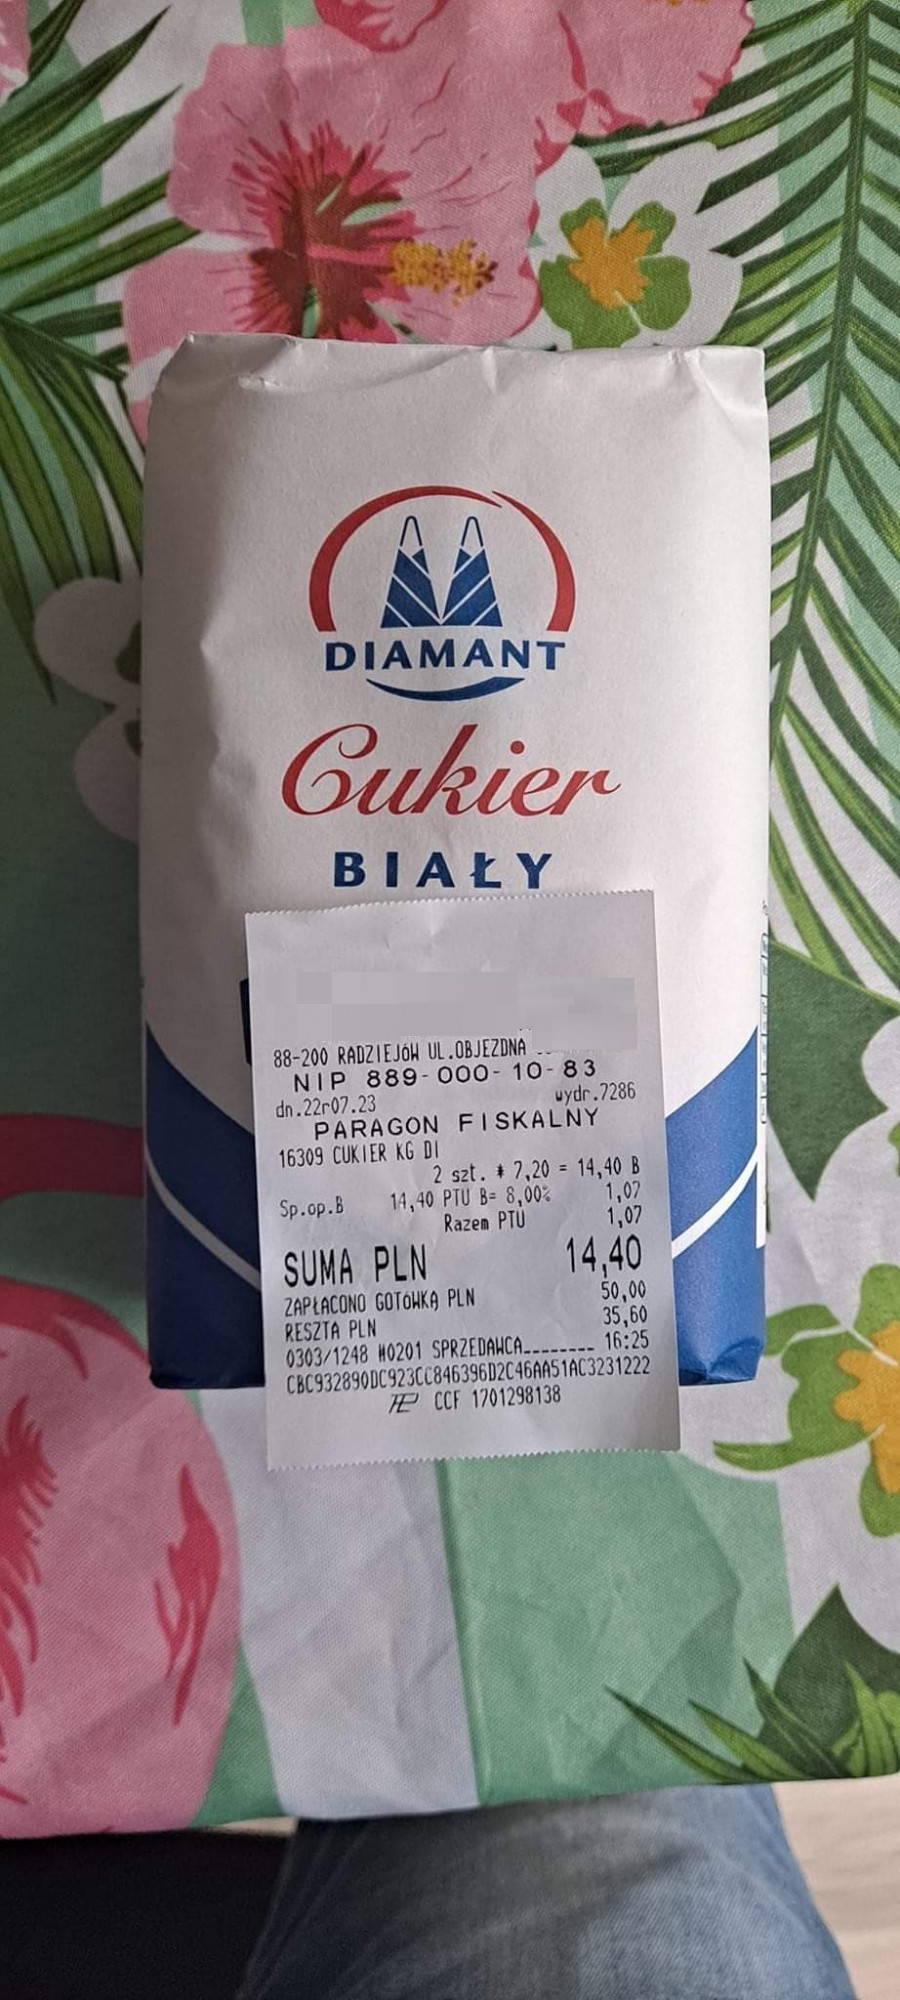 DIAMANT
Cukier
BIAŁY
88-200 RADZIEJóW UL.OBJEZDNA
NIP 889-000-10-83
dn.22r07.23 wydr.7286
PARAGON FISKALNY
16309 CUKIER KG DI
2 szt. * 7,20 = 14,40 B
Sp.op.B 14,40 PTU B= 8,00% 1,07
Razem PTU 1,07
SUMA PLN 14,40
ZAPŁACONO GOTóWKĄ PLN 50,00
RESZTA PLN 35,60
0303/1248 #0201 SPRZEDAWCA________ 16:25
CBC932890DC923CC846396D2C46AA51AC3231222
CCF 1701298138